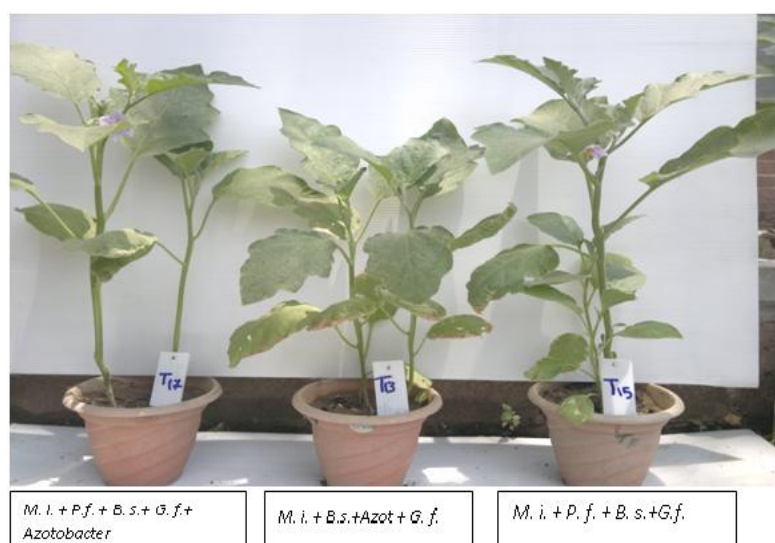 T17
T13
T15
M. i. + P.f. + B. s.+ G. f.+
Azotobacter
M. i. + B.s.+Azot + G. f.
M. i. + P. f. + B. s.+G.f.